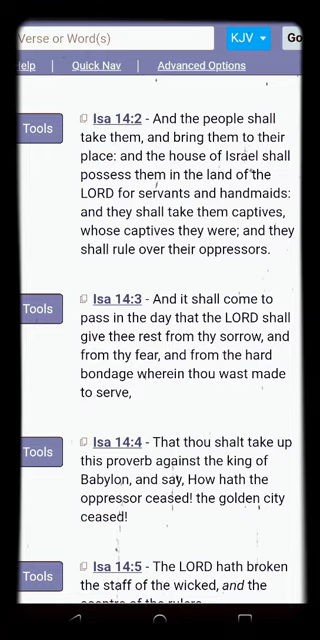 Verse or Word(s) KJV Go
Help | Quick Nav | Advanced Options
Tools Isa 14:2 - And the people shall
take them, and bring them to their
place: and the house of Israel shall
possess them in the land of the
LORD for servants and handmaids:
and they shall take them captives,
whose captives they were; and they
shall rule over their oppressors.
Tools Isa 14:3 - And it shall come to
pass in the day that the LORD shall
give thee rest from thy sorrow, and
from thy fear, and from the hard
bondage wherein thou wast made
to serve,
Tools Isa 14:4 - That thou shalt take up
this proverb against the king of
Babylon, and say, How hath the
oppressor ceased! the golden city
ceased!
Tools Isa 14:5 - The LORD hath broken
the staff of the wicked, and the